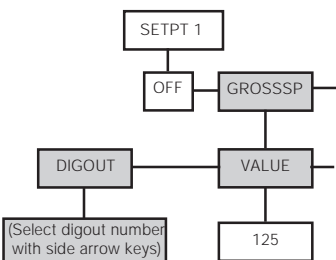 SETPT 1
OFF
GROSSSP
DIGOUT
VALUE
(Select digout number
with side arrow keys)
125